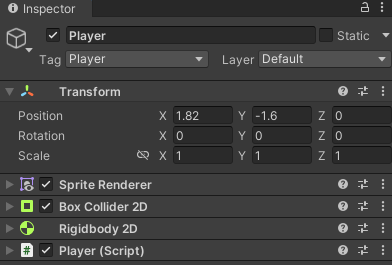 Inspector
Player
Static
Tag Player Layer Default
Transform
Position X 1.82 Y -1.6 Z 0
Rotation X 0 Y 0 Z 0
Scale X 1 Y 1 Z 1
Sprite Renderer
Box Collider 2D
Rigidbody 2D
# Player (Script)